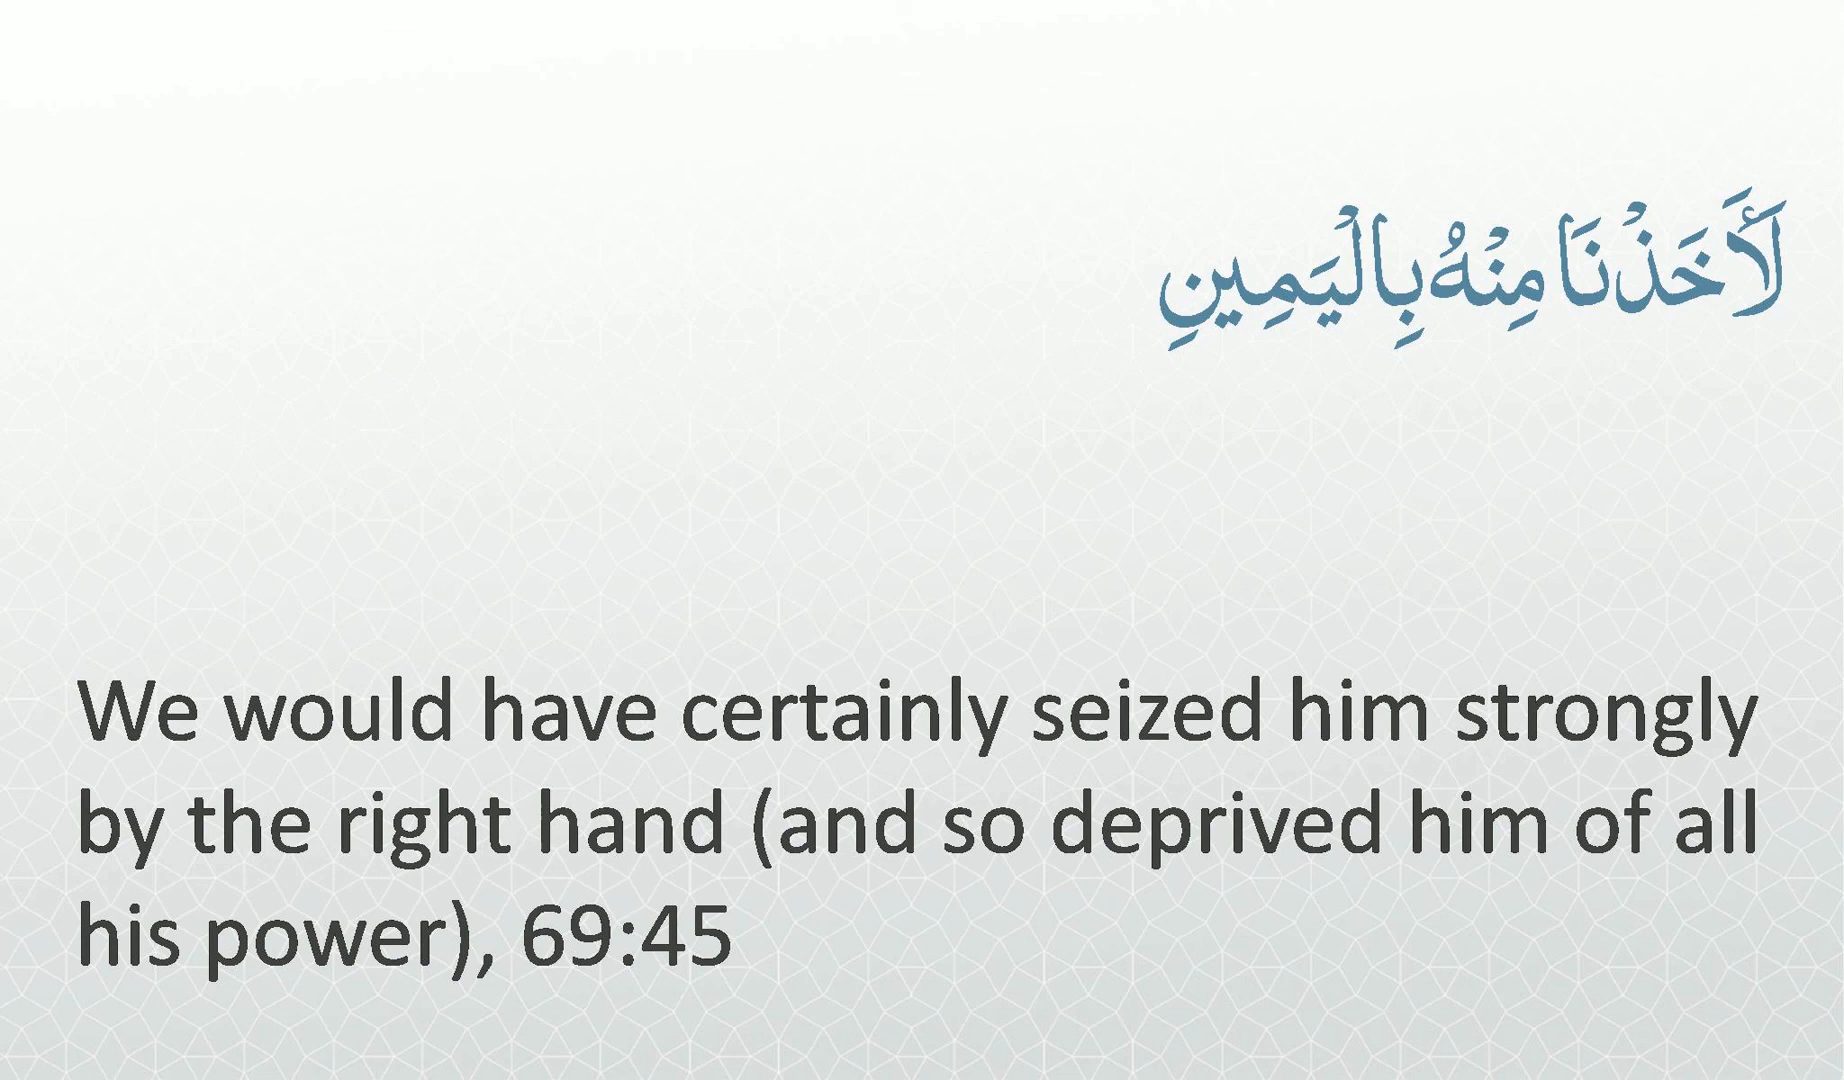 لَأَخَذْنَا مِنْهُ بِالْيَمِينِ
We would have certainly seized him strongly
by the right hand (and so deprived him of all
his power), 69:45